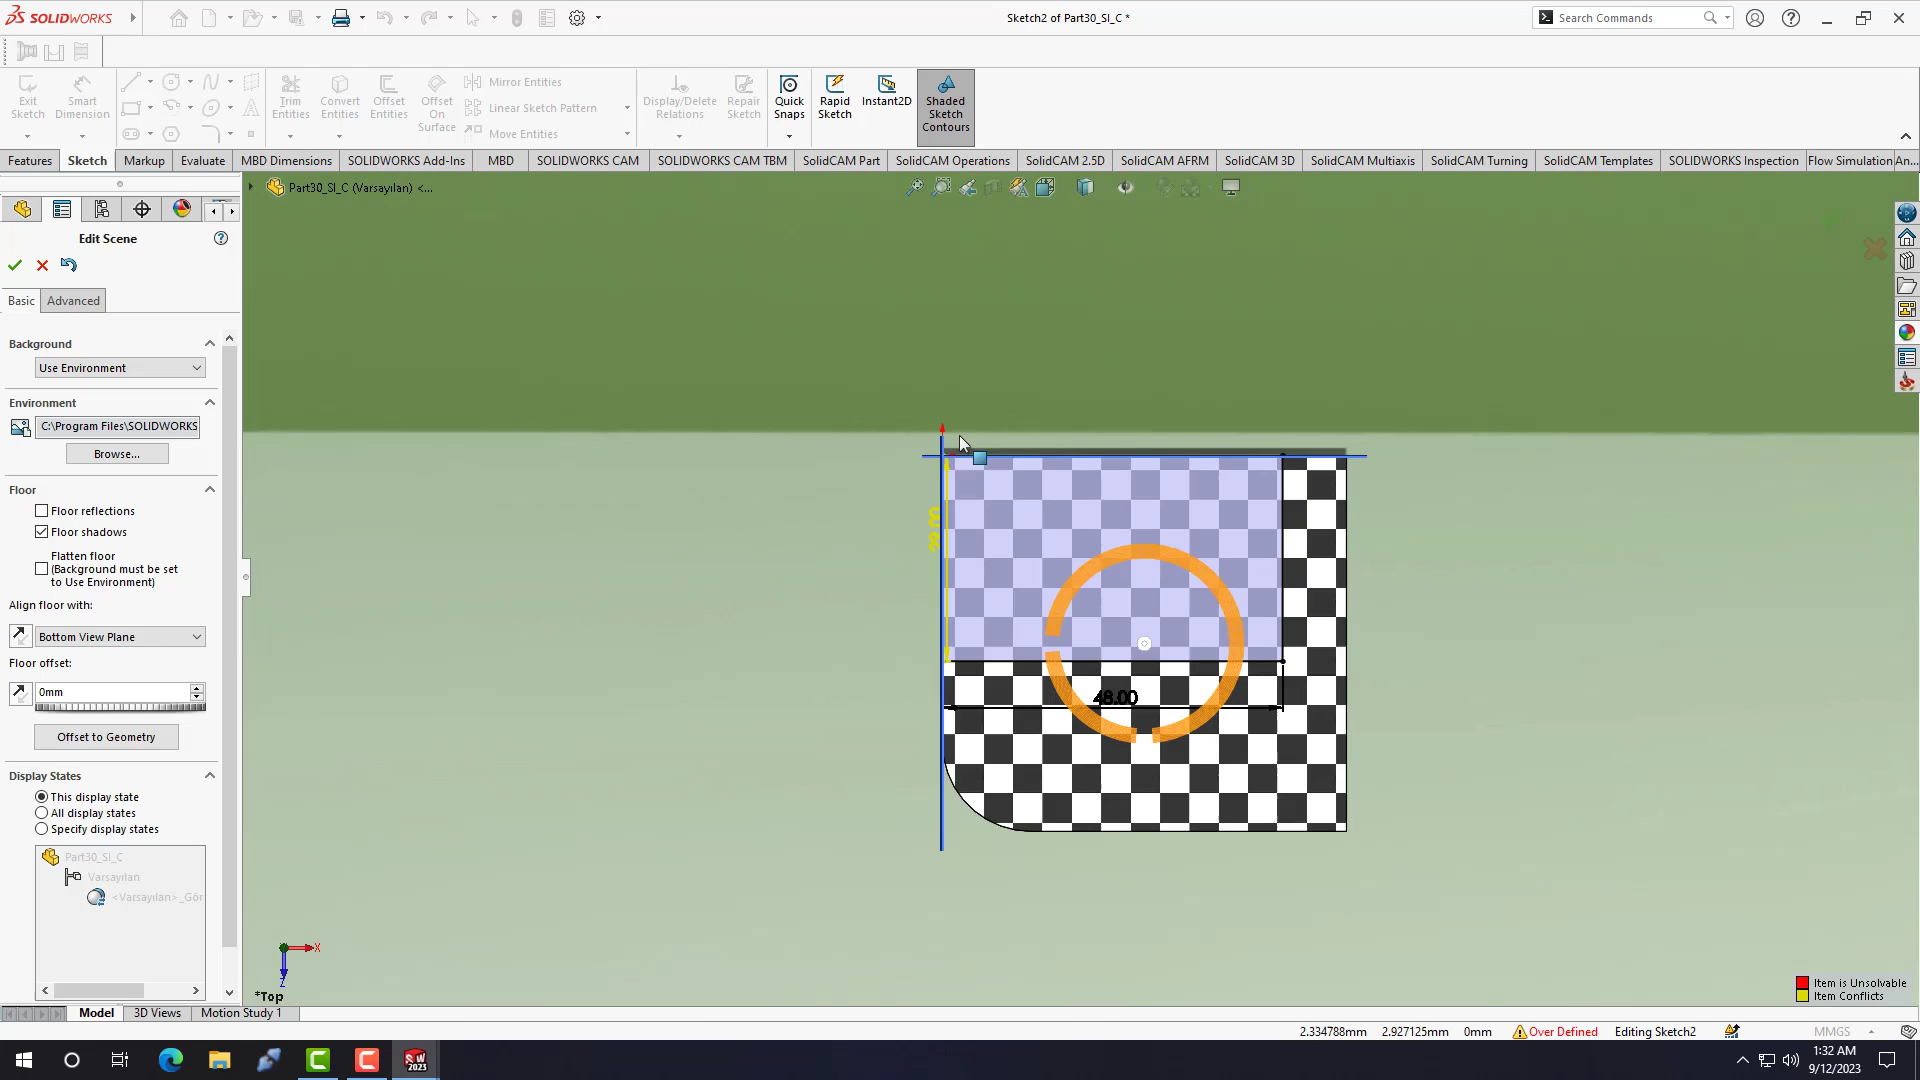 SOLIDWORKS
Sketch2 of Part30_SI_C *
Search Commands
Exit Sketch
Smart Dimension
Trim Entities
Convert Entities
Offset Entities
Offset On Surface
Mirror Entities
Linear Sketch Pattern
Move Entities
Display/Delete Relations
Repair Sketch
Quick Snaps
Rapid Sketch
Instant2D
Shaded Sketch Contours
Features
Sketch
Markup
Evaluate
MBD Dimensions
SOLIDWORKS Add-Ins
MBD
SOLIDWORKS CAM
SOLIDWORKS CAM TBM
SolidCAM Part
SolidCAM Operations
SolidCAM 2.5D
SolidCAM AFRM
SolidCAM 3D
SolidCAM Multiaxis
SolidCAM Turning
SolidCAM Templates
SOLIDWORKS Inspection
Flow Simulation
An...
Part30_SI_C (Varsayılan) <...
Edit Scene
Basic
Advanced
Background
Use Environment
Environment
C:\Program Files\SOLIDWORKS
Browse...
Floor
Floor reflections
Floor shadows
Flatten floor
(Background must be set
to Use Environment)
Align floor with:
Bottom View Plane
Floor offset:
0mm
Offset to Geometry
Display States
This display state
All display states
Specify display states
Part30_SI_C
Varsayılan
<Varsayılan>_Gör
48.00
X
Z
*Top
Item is Unsolvable
Item Conflicts
Model
3D Views
Motion Study 1
2.334788mm
2.927125mm
0mm
Over Defined
Editing Sketch2
MMGS
SW
2023
1:32 AM
9/12/2023